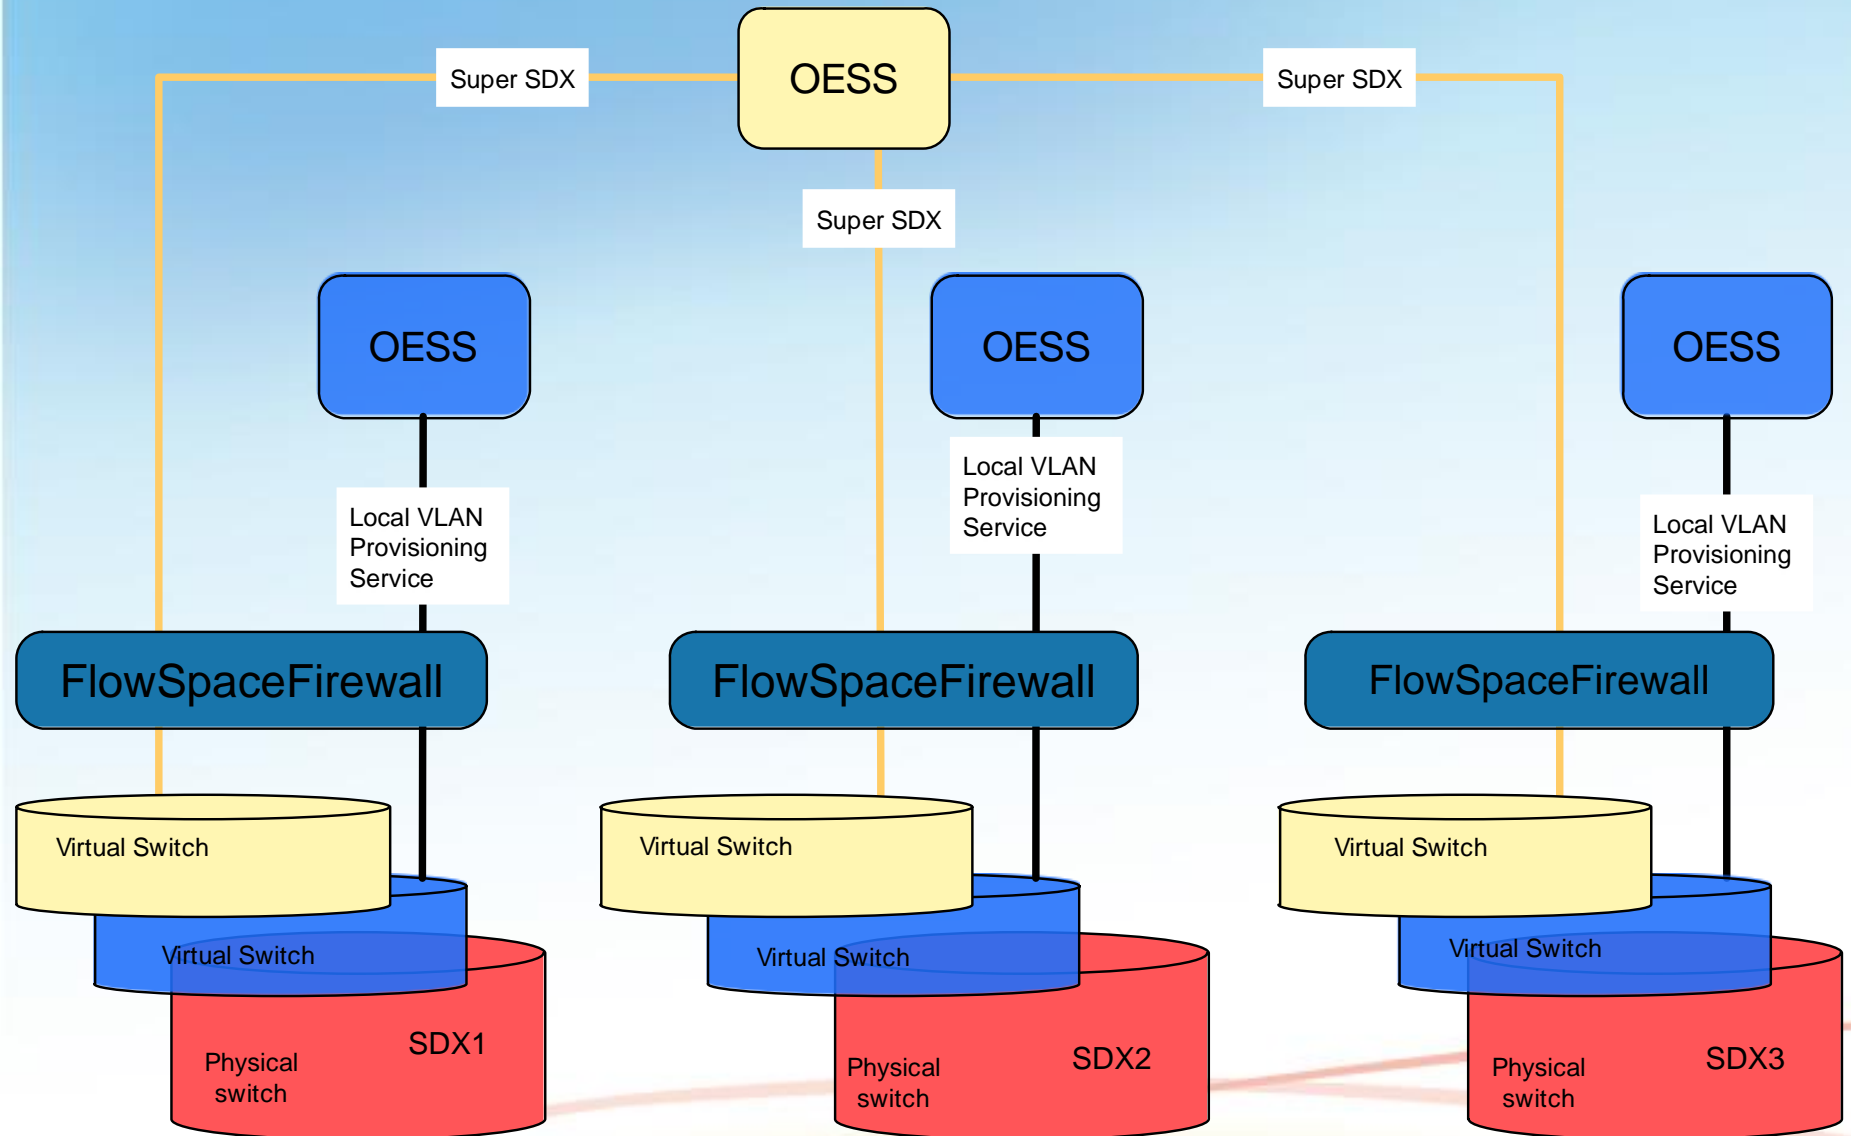 OESS
Super SDX
Super SDX
Super SDX
OESS
OESS
OESS
Local VLAN
Provisioning
Service
Local VLAN
Provisioning
Service
Local VLAN
Provisioning
Service
FlowSpaceFirewall
FlowSpaceFirewall
FlowSpaceFirewall
Virtual Switch
Virtual Switch
Virtual Switch
Virtual Switch
Virtual Switch
Virtual Switch
SDX1
Physical
switch
SDX2
Physical
switch
SDX3
Physical
switch